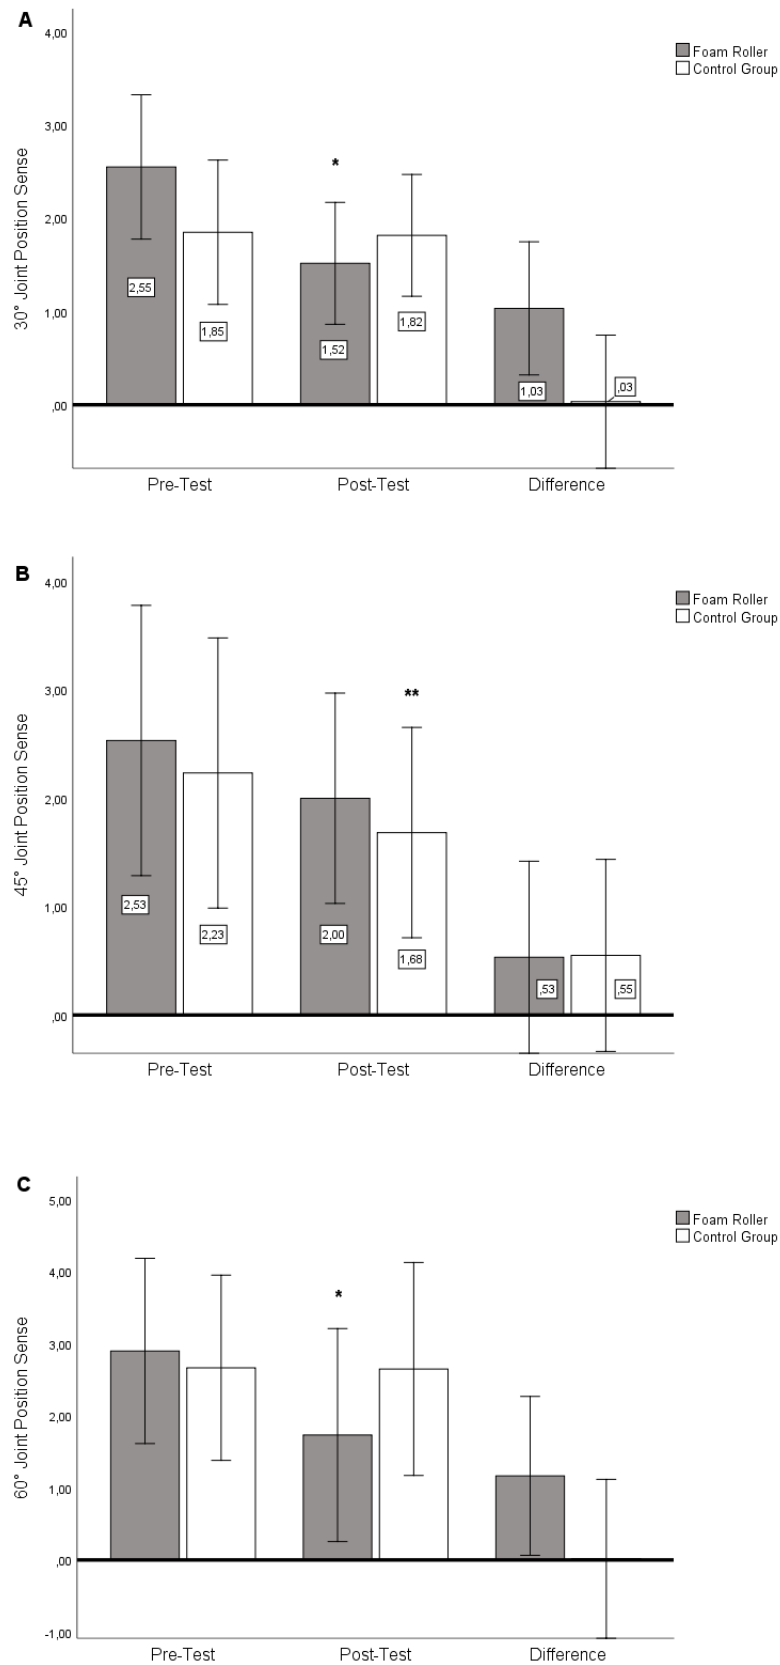 A
4,00
Foam Roller
Control Group
3,00
*
2,00
30° Joint Position Sense
2,55
1,85
1,52
1,82
1,00
1,03
,03
,00
Pre-Test Post-Test Difference
B
4,00
Foam Roller
Control Group
3,00
**
2,00
45° Joint Position Sense
1,00
2,53
2,23
2,00
1,68
,53
,55
,00
Pre-Test Post-Test Difference
C
5,00
Foam Roller
Control Group
4,00
*
3,00
2,00
60° Joint Position Sense
1,00
,00
-1,00
Pre-Test Post-Test Difference